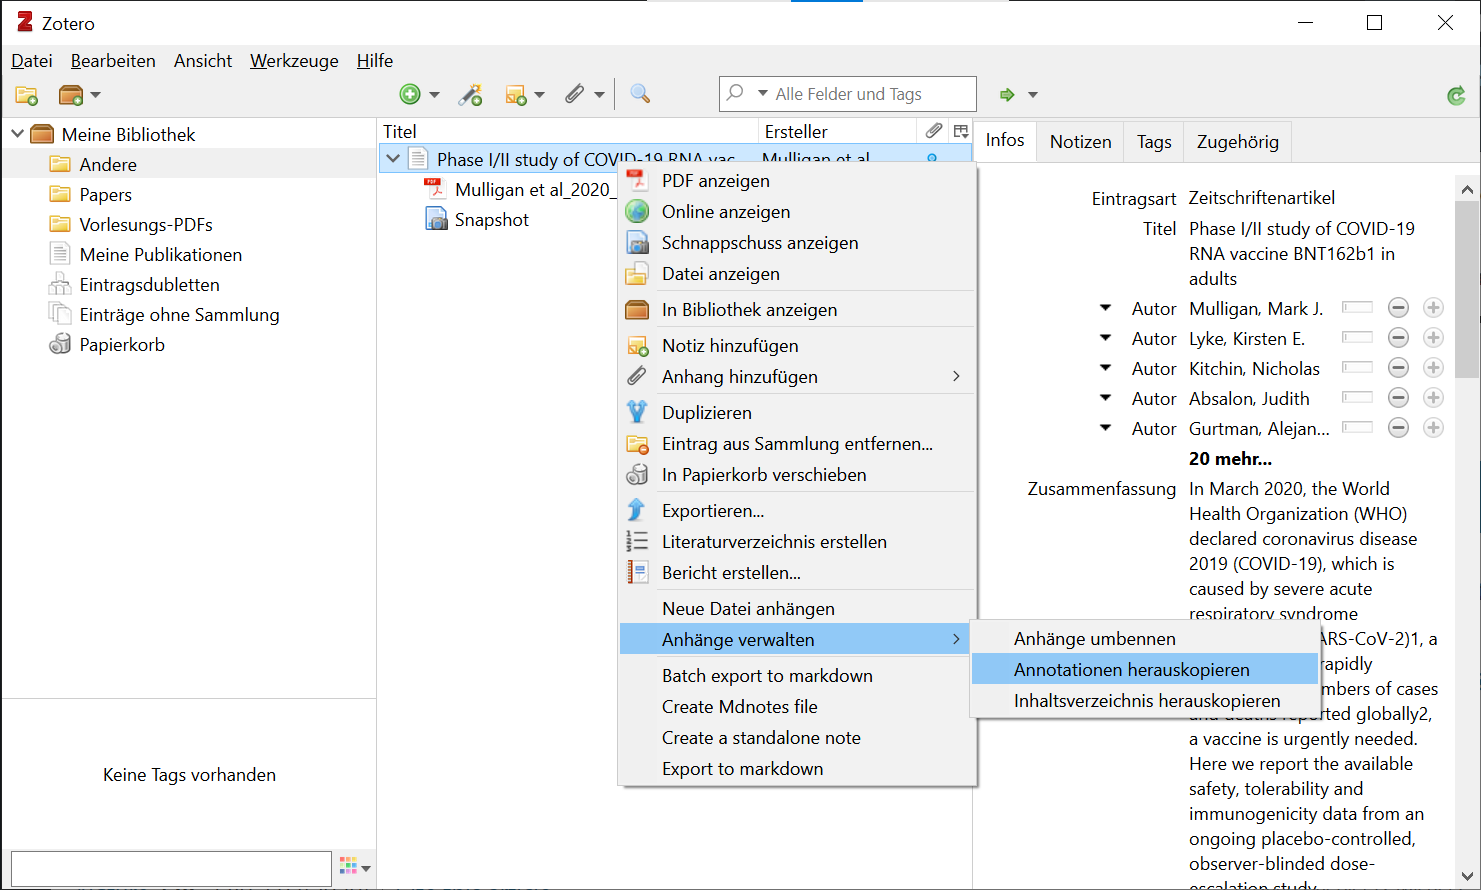 Zotero
Datei Bearbeiten Ansicht Werkzeuge Hilfe
Alle Felder und Tags
Meine Bibliothek
Andere
Papers
Vorlesungs-PDFs
Meine Publikationen
Eintragsdubletten
Einträge ohne Sammlung
Papierkorb
Keine Tags vorhanden
Titel Ersteller
Phase I/II study of COVID-19 RNA vac... Mulligan et al.
Mulligan et al_2020_
Snapshot
PDF anzeigen
Online anzeigen
Schnappschuss anzeigen
Datei anzeigen
In Bibliothek anzeigen
Notiz hinzufügen
Anhang hinzufügen
Duplizieren
Eintrag aus Sammlung entfernen...
In Papierkorb verschieben
Exportieren...
Literaturverzeichnis erstellen
Bericht erstellen...
Neue Datei anhängen
Anhänge verwalten
Batch export to markdown
Create Mdnotes file
Create a standalone note
Export to markdown
Anhänge umbennen
Annotationen herauskopieren
Inhaltsverzeichnis herauskopieren
Infos Notizen Tags Zugehörig
Eintragsart Zeitschriftenartikel
Titel Phase I/II study of COVID-19
RNA vaccine BNT162b1 in
adults
Autor Mulligan, Mark J.
Autor Lyke, Kirsten E.
Autor Kitchin, Nicholas
Autor Absalon, Judith
Autor Gurtman, Alejan...
20 mehr...
Zusammenfassung In March 2020, the World
Health Organization (WHO)
declared coronavirus disease
2019 (COVID-19), which is
caused by severe acute
respiratory syndrome
ARS-CoV-2)1, a
rapidly
mbers of cases
and deaths reported globally2,
a vaccine is urgently needed.
Here we report the available
safety, tolerability and
immunogenicity data from an
ongoing placebo-controlled,
observer-blinded dose-
escalation study